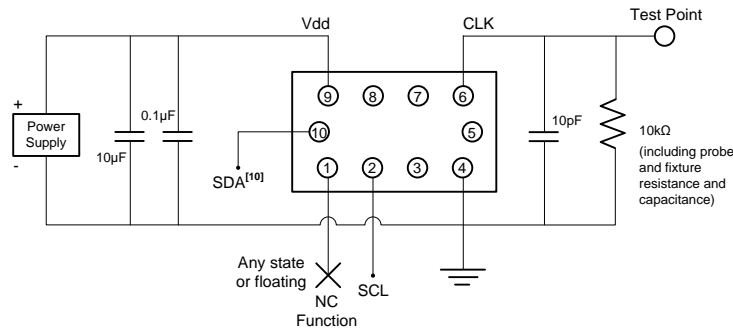 Test Point
Vdd
CLK
+
Power
Supply
-
10µF
0.1µF
9
8
7
6
10
5
1
2
3
4
SDA[10]
10pF
10kΩ
(including probe
and fixture
resistance and
capacitance)
Any state
or floating
NC
Function
SCL